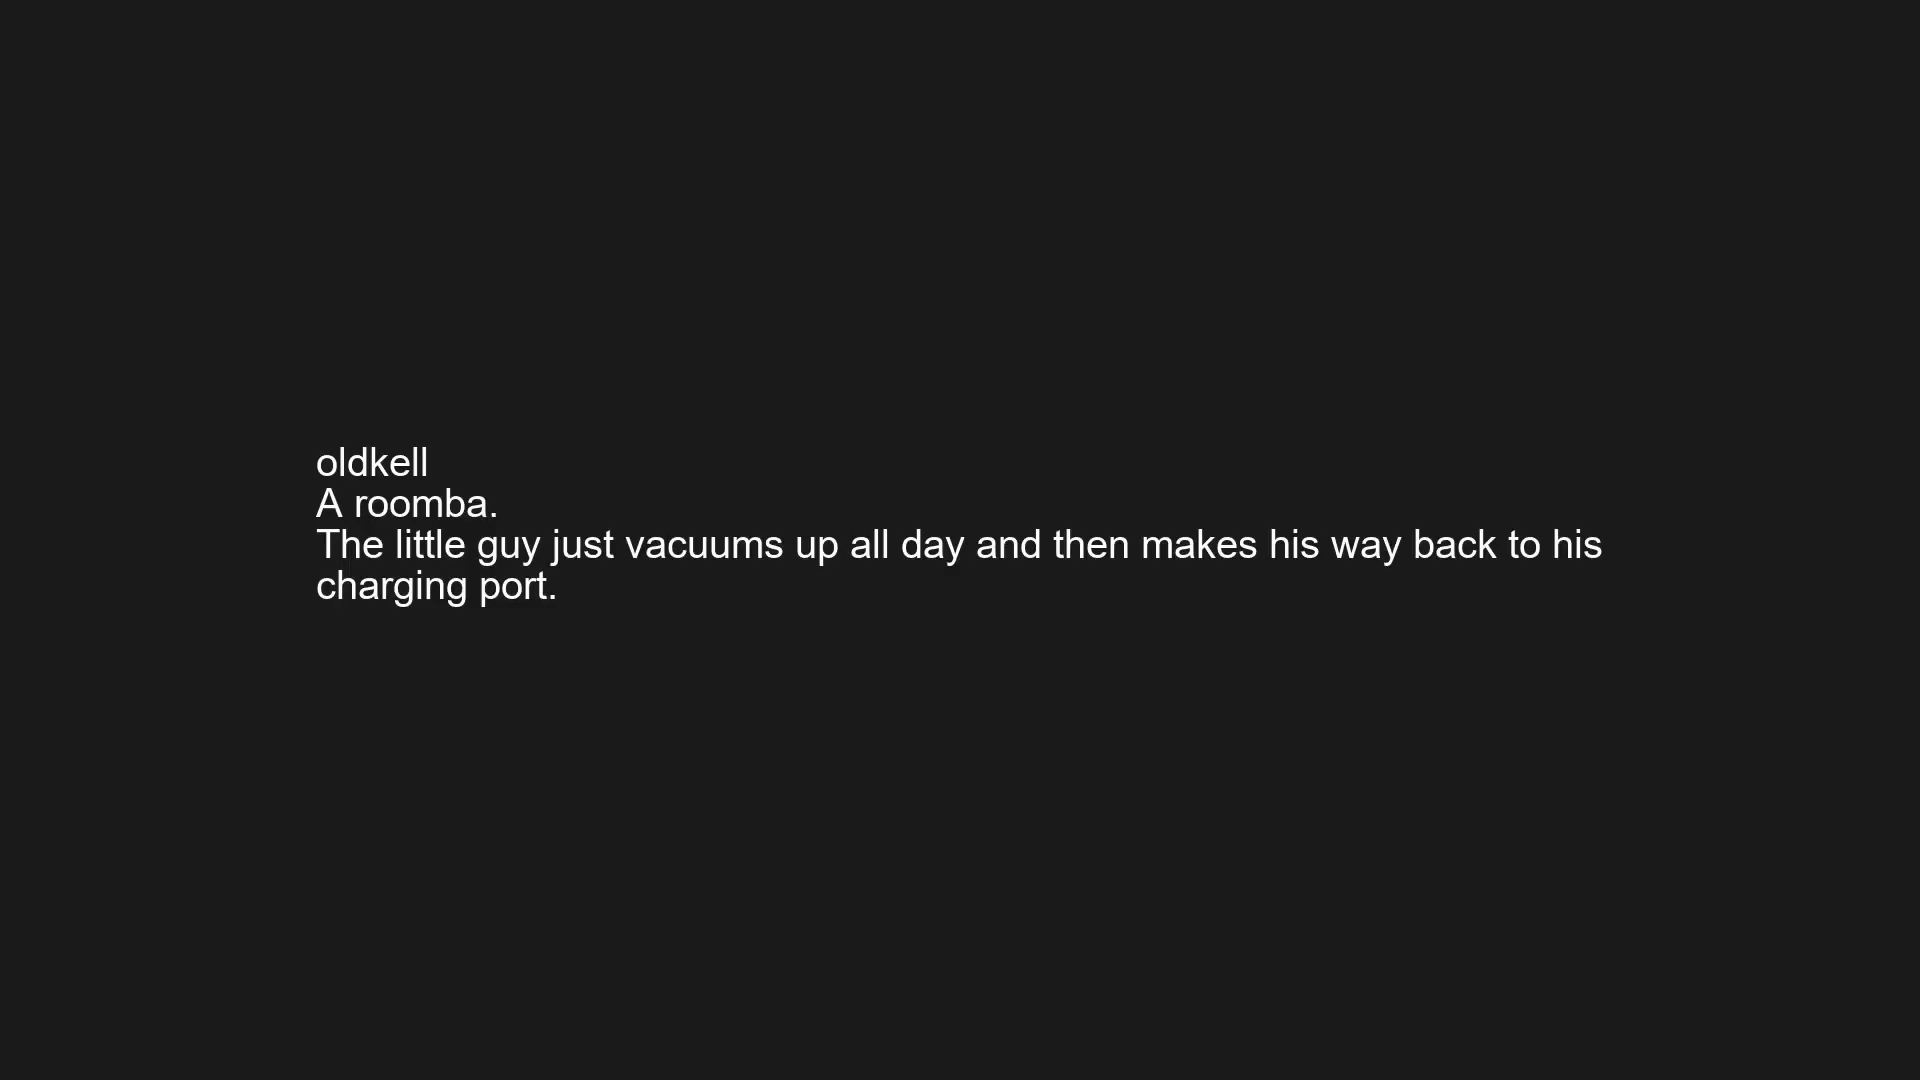 oldkell
A roomba.
The little guy just vacuums up all day and then makes his way back to his
charging port.